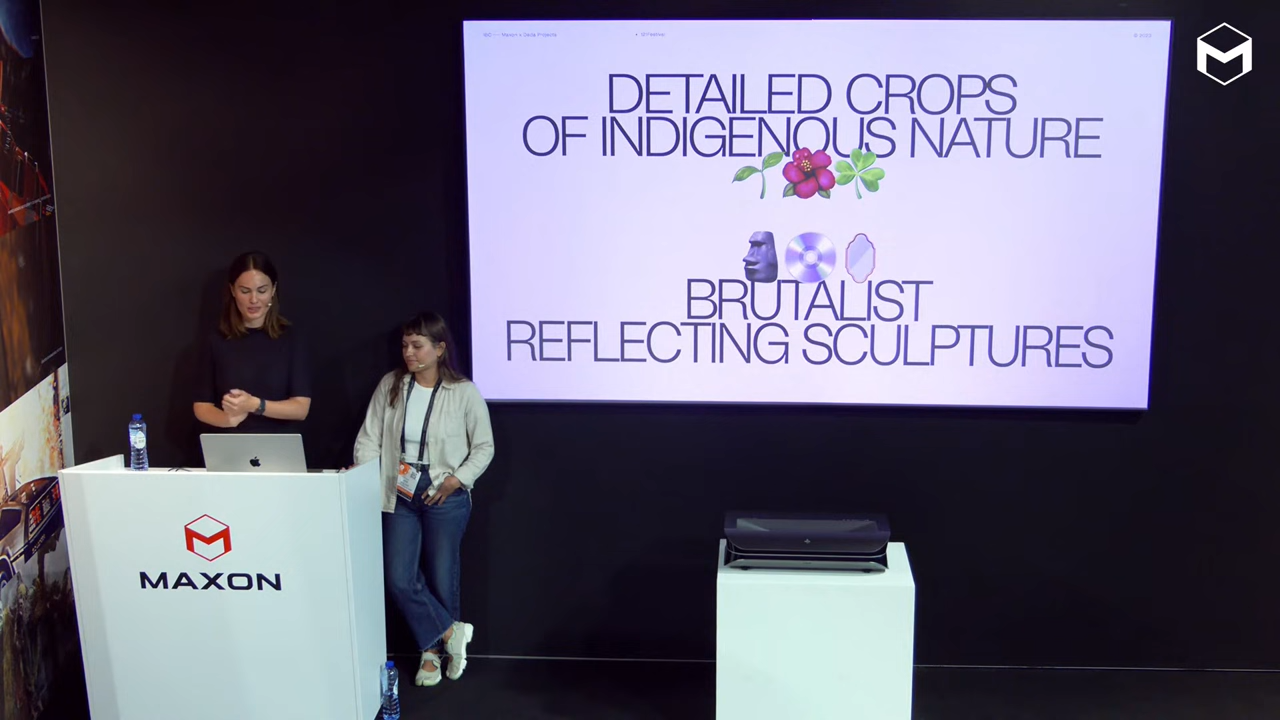 DETAILED CROPS
OF INDIGENOUS NATURE
BRUTALIST
REFLECTING SCULPTURES
MAXON